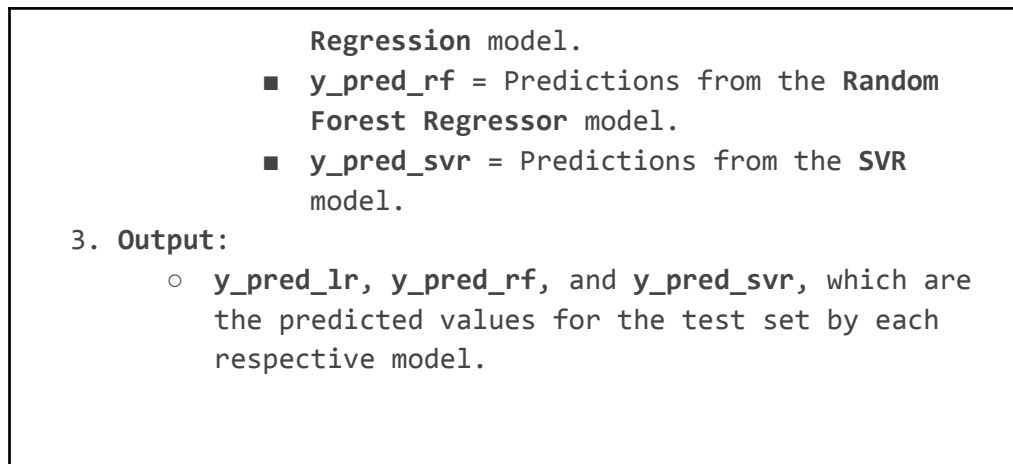 Regression model.
■ y_pred_rf = Predictions from the Random
Forest Regressor model.
■ y_pred_svr = Predictions from the SVR
model.
3. Output:
○ y_pred_lr, y_pred_rf, and y_pred_svr, which are
the predicted values for the test set by each
respective model.